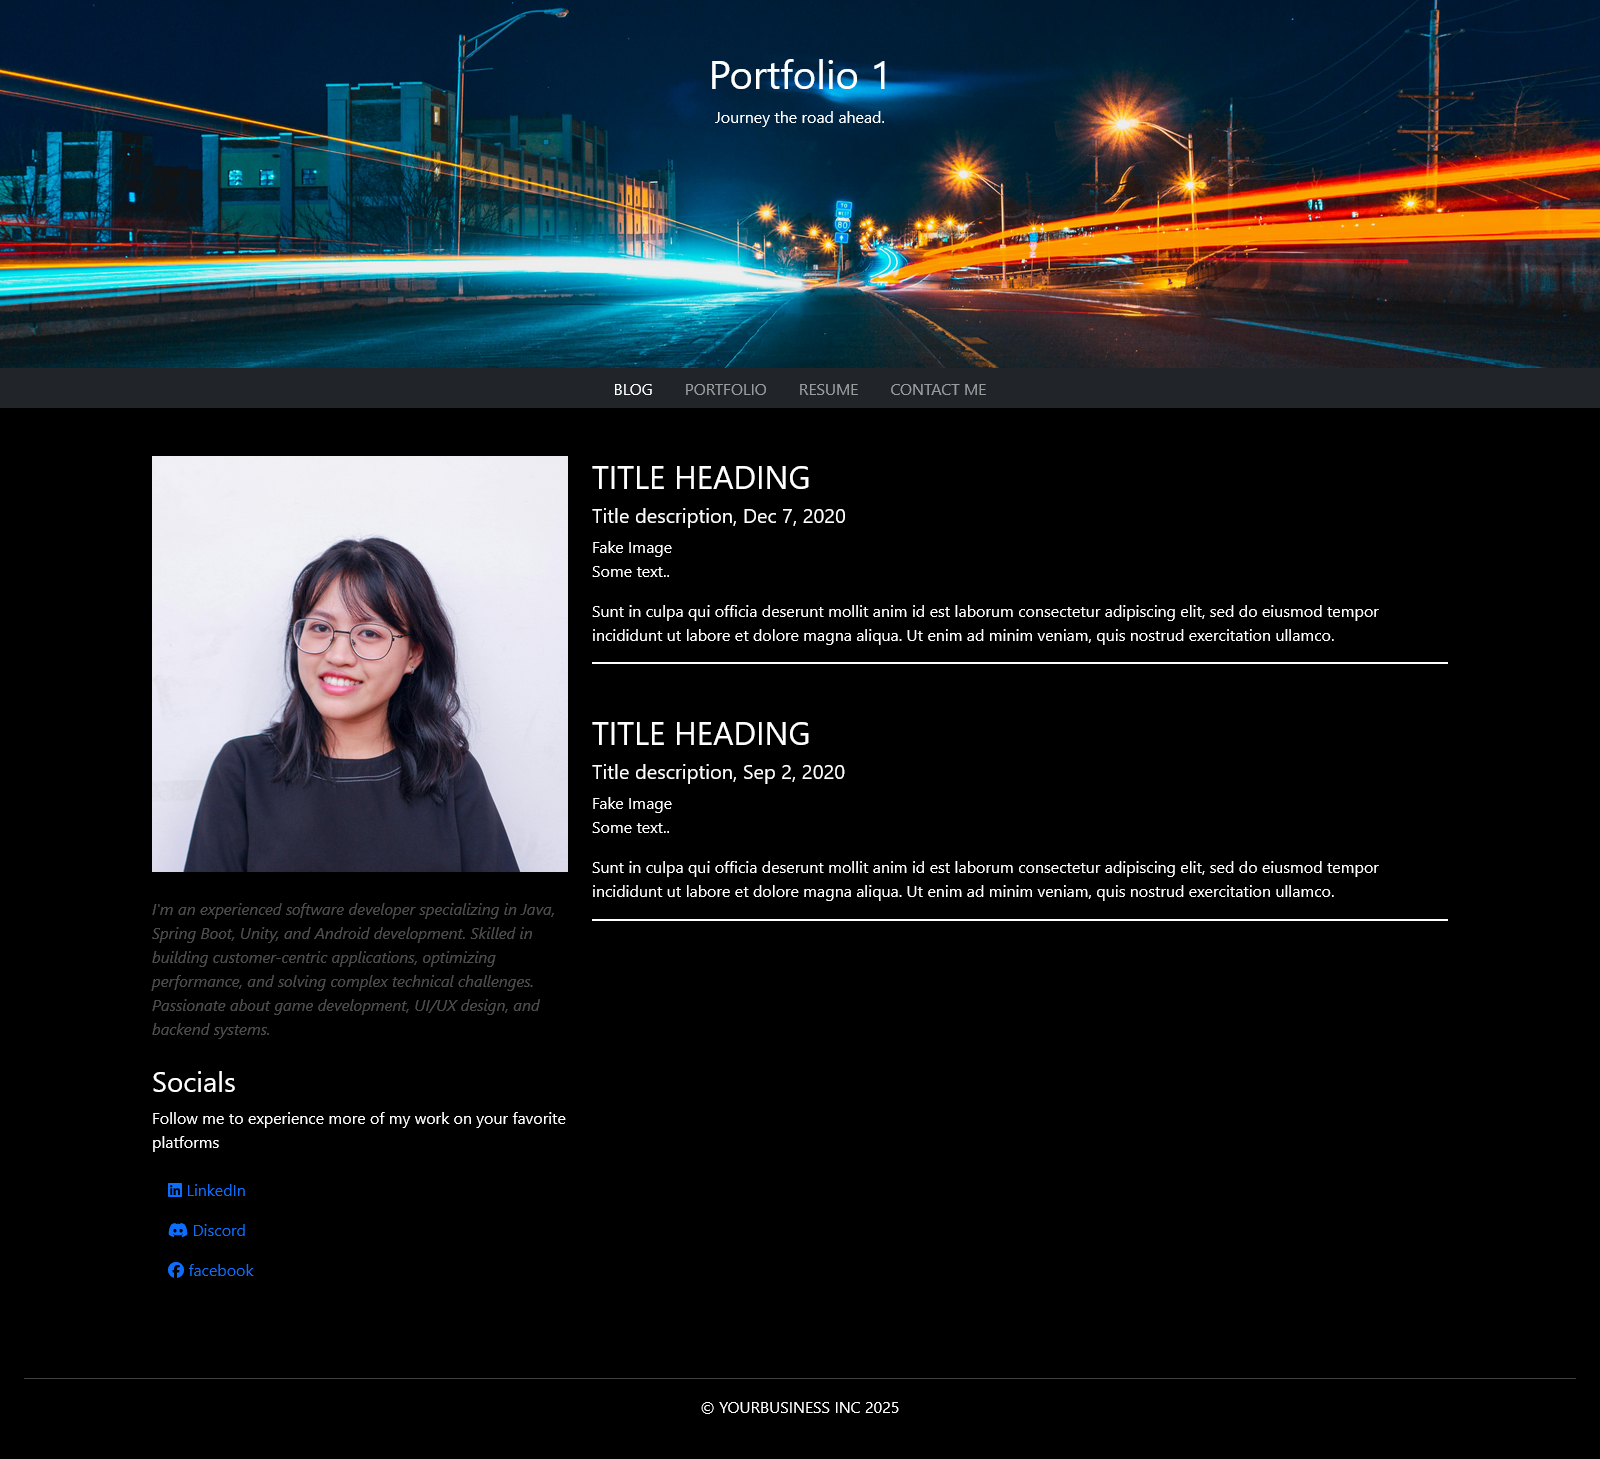 Portfolio 1
Journey the road ahead.
TO
WEST
80
BLOG PORTFOLIO RESUME CONTACT ME
TITLE HEADING
Title description, Dec 7, 2020
Fake Image
Some text..
Sunt in culpa qui officia deserunt mollit anim id est laborum consectetur adipiscing elit, sed do eiusmod tempor
incididunt ut labore et dolore magna aliqua. Ut enim ad minim veniam, quis nostrud exercitation ullamco.
TITLE HEADING
Title description, Sep 2, 2020
Fake Image
Some text..
Sunt in culpa qui officia deserunt mollit anim id est laborum consectetur adipiscing elit, sed do eiusmod tempor
incididunt ut labore et dolore magna aliqua. Ut enim ad minim veniam, quis nostrud exercitation ullamco.
I'm an experienced software developer specializing in Java,
Spring Boot, Unity, and Android development. Skilled in
building customer-centric applications, optimizing
performance, and solving complex technical challenges.
Passionate about game development, UI/UX design, and
backend systems.
Socials
Follow me to experience more of my work on your favorite
platforms
LinkedIn
Discord
facebook
© YOURBUSINESS INC 2025